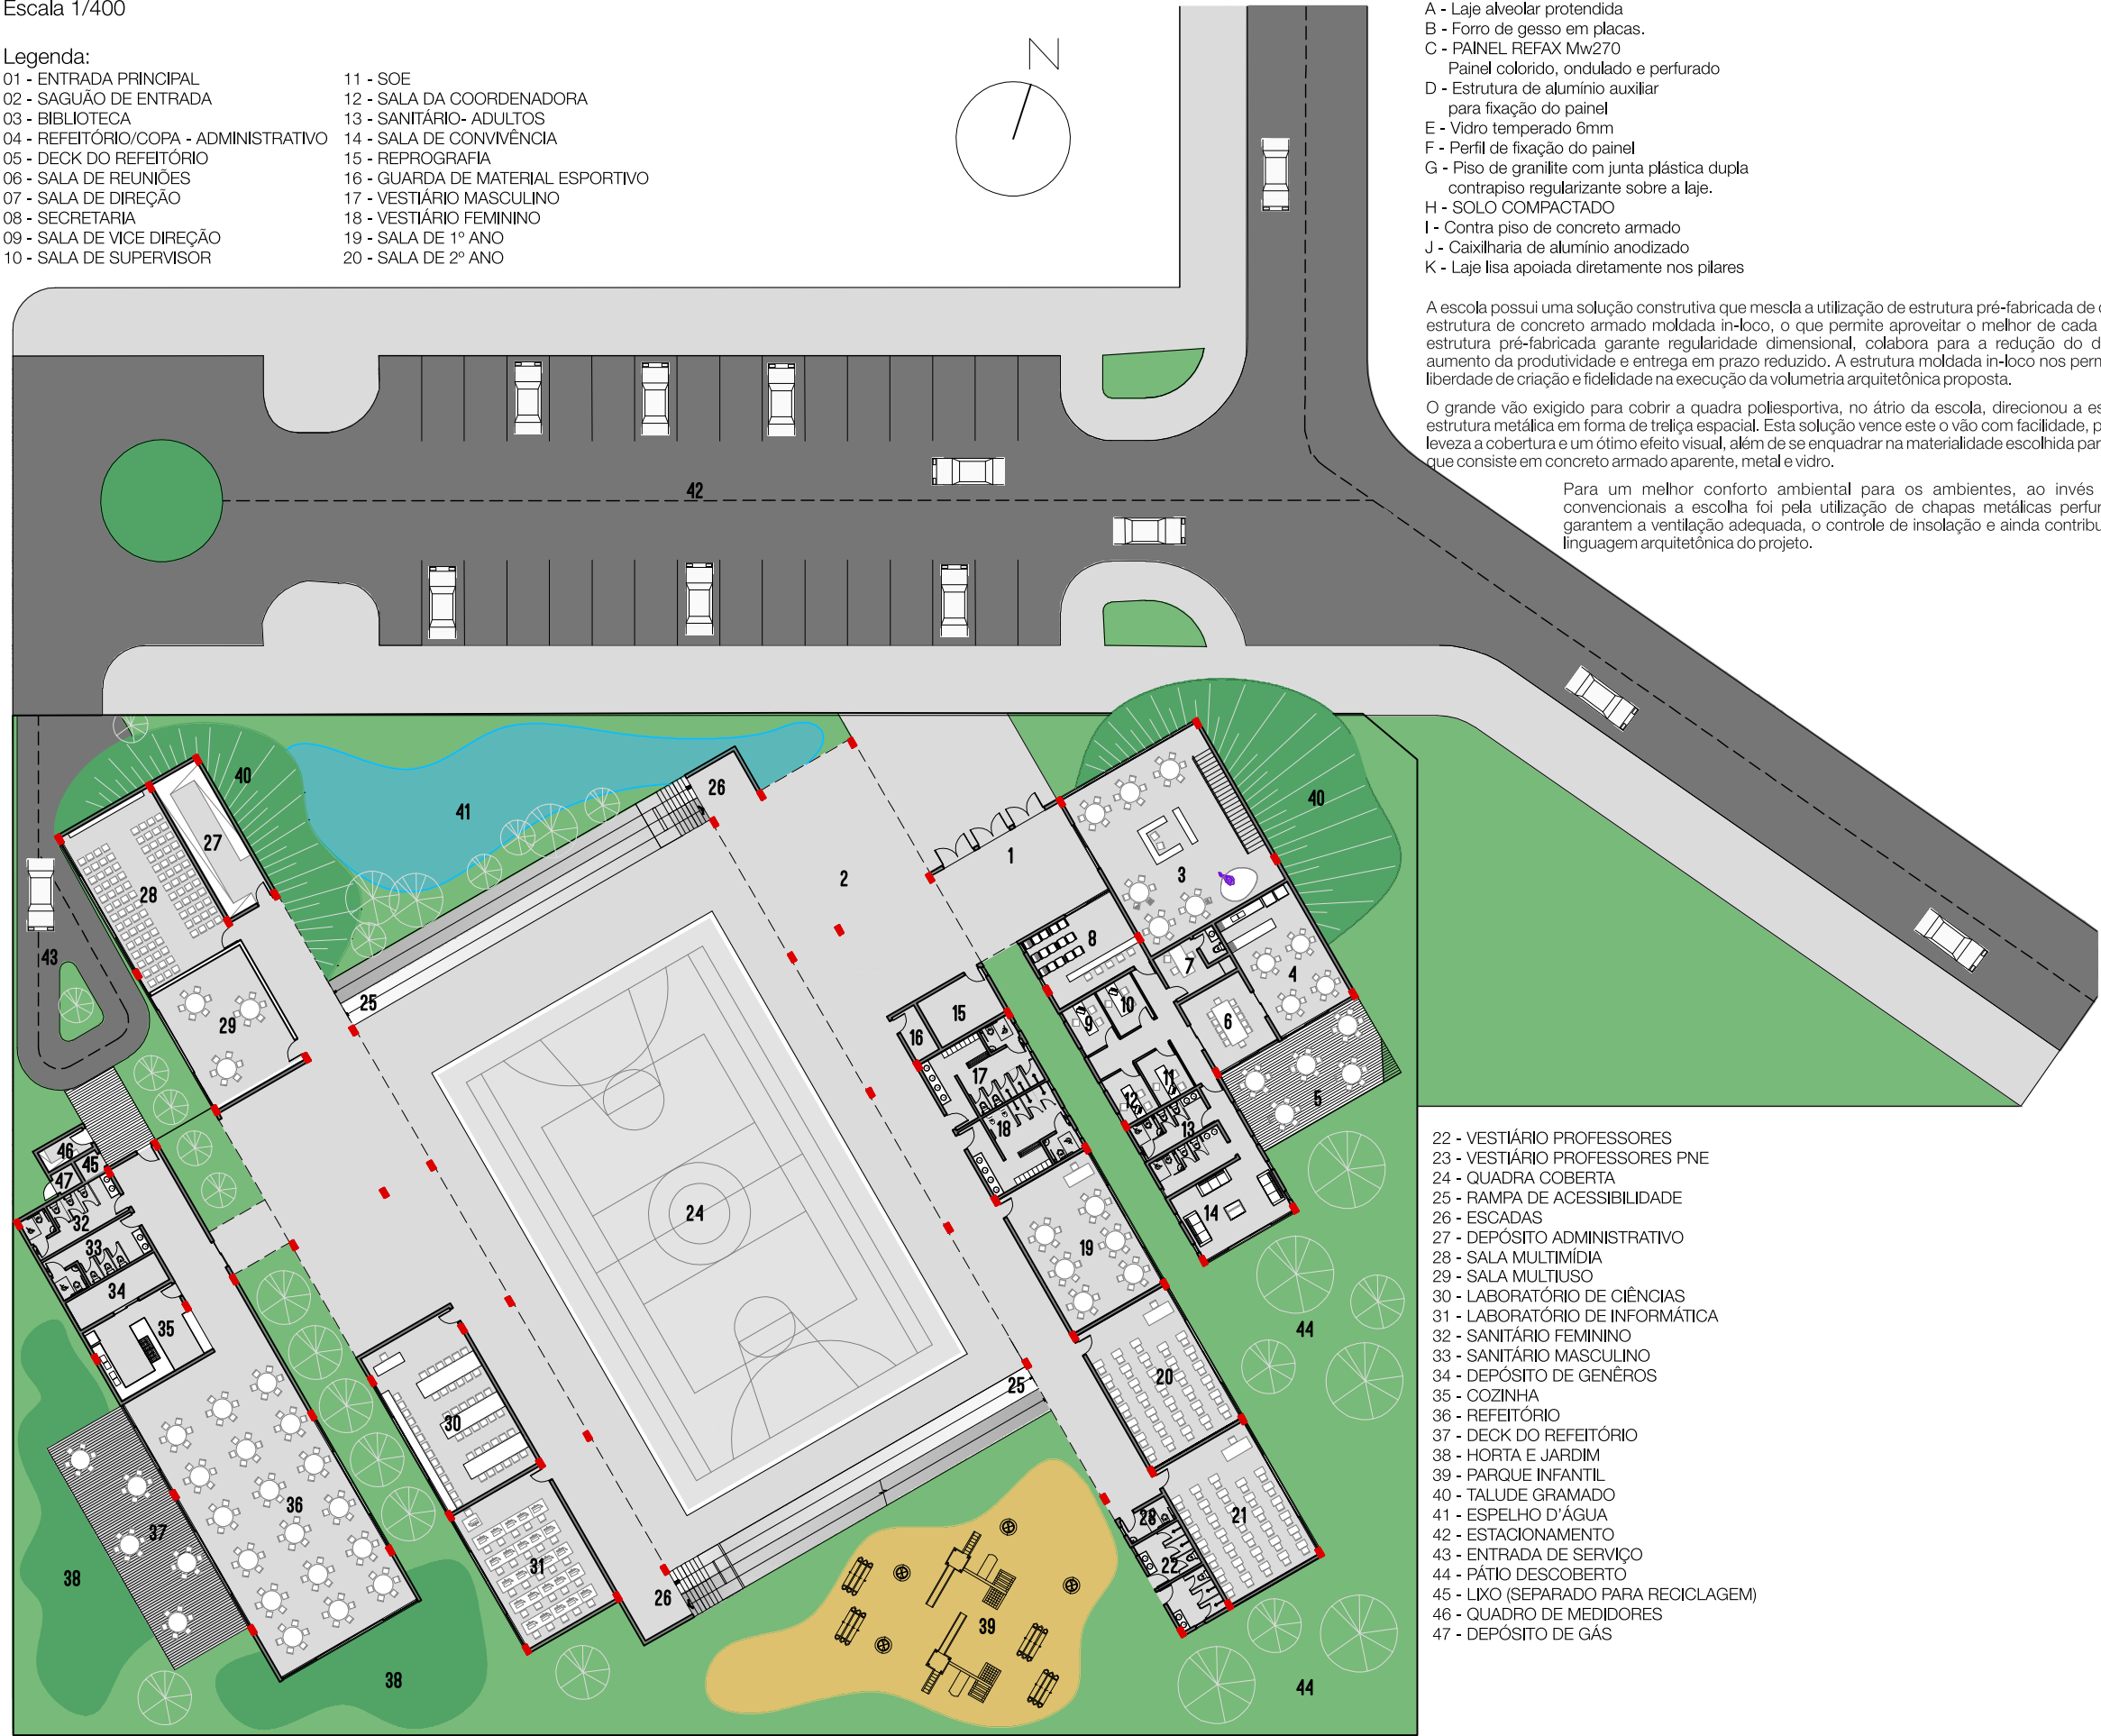 Escala 1/400
Legenda:
01 - ENTRADA PRINCIPAL
02 - SAGUÃO DE ENTRADA
03 - BIBLIOTECA
04 - REFEITÓRIO/COPA - ADMINISTRATIVO
05 - DECK DO REFEITÓRIO
06 - SALA DE REUNIÕES
07 - SALA DE DIREÇÃO
08 - SECRETARIA
09 - SALA DE VICE DIREÇÃO
10 - SALA DE SUPERVISOR
11 - SOE
12 - SALA DA COORDENADORA
13 - SANITÁRIO- ADULTOS
14 - SALA DE CONVIVÊNCIA
15 - REPROGRAFIA
16 - GUARDA DE MATERIAL ESPORTIVO
17 - VESTIÁRIO MASCULINO
18 - VESTIÁRIO FEMININO
19 - SALA DE 1º ANO
20 - SALA DE 2º ANO
N
A - Laje alveolar protendida
B - Forro de gesso em placas.
C - PAINEL REFAX Mw270
Painel colorido, ondulado e perfurado
D - Estrutura de alumínio auxiliar
para fixação do painel
E - Vidro temperado 6mm
F - Perfil de fixação do painel
G - Piso de granilite com junta plástica dupla
contrapiso regularizante sobre a laje.
H - SOLO COMPACTADO
I - Contra piso de concreto armado
J - Caixilharia de alumínio anodizado
K - Laje lisa apoiada diretamente nos pilares
A escola possui uma solução construtiva que mescla a utilização de estrutura pré-fabricada de
estrutura de concreto armado moldada in-loco, o que permite aproveitar o melhor de cada
estrutura pré-fabricada garante regularidade dimensional, colabora para a redução do
aumento da produtividade e entrega em prazo reduzido. A estrutura moldada in-loco nos
liberdade de criação e fidelidade na execução da volumetria arquitetônica proposta.
O grande vão exigido para cobrir a quadra poliesportiva, no átrio da escola, direcionou a
estrutura metálica em forma de treliça espacial. Esta solução vence este o vão com facilidade,
leveza a cobertura e um ótimo efeito visual, além de se enquadrar na materialidade escolhida
que consiste em concreto armado aparente, metal e vidro.
Para um melhor conforto ambiental para os ambientes, ao invés
convencionais a escolha foi pela utilização de chapas metálicas
garantem a ventilação adequada, o controle de insolação e ainda
linguagem arquitetônica do projeto.
42
40
41
26
27
28
43
29
25
2
1
3
40
8
7
4
10
9
6
15
16
17
18
11
12
13
5
14
46
45
47
32
33
34
35
24
19
44
20
25
30
31
36
37
38
38
26
39
28
22
21
44
22 - VESTIÁRIO PROFESSORES
23 - VESTIÁRIO PROFESSORES PNE
24 - QUADRA COBERTA
25 - RAMPA DE ACESSIBILIDADE
26 - ESCADAS
27 - DEPÓSITO ADMINISTRATIVO
28 - SALA MULTIMÍDIA
29 - SALA MULTIUSO
30 - LABORATÓRIO DE CIÊNCIAS
31 - LABORATÓRIO DE INFORMÁTICA
32 - SANITÁRIO FEMININO
33 - SANITÁRIO MASCULINO
34 - DEPÓSITO DE GENÊROS
35 - COZINHA
36 - REFEITÓRIO
37 - DECK DO REFEITÓRIO
38 - HORTA E JARDIM
39 - PARQUE INFANTIL
40 - TALUDE GRAMADO
41 - ESPELHO D'ÁGUA
42 - ESTACIONAMENTO
43 - ENTRADA DE SERVIÇO
44 - PÁTIO DESCOBERTO
45 - LIXO (SEPARADO PARA RECICLAGEM)
46 - QUADRO DE MEDIDORES
47 - DEPÓSITO DE GÁS